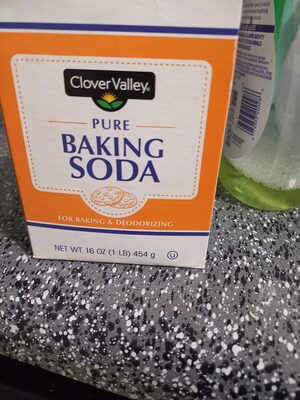 Clover Valley®
PURE
BAKING
SODA
FOR BAKING & DEODORIZING
NET WT 16 OZ (1 LB) 454 g U